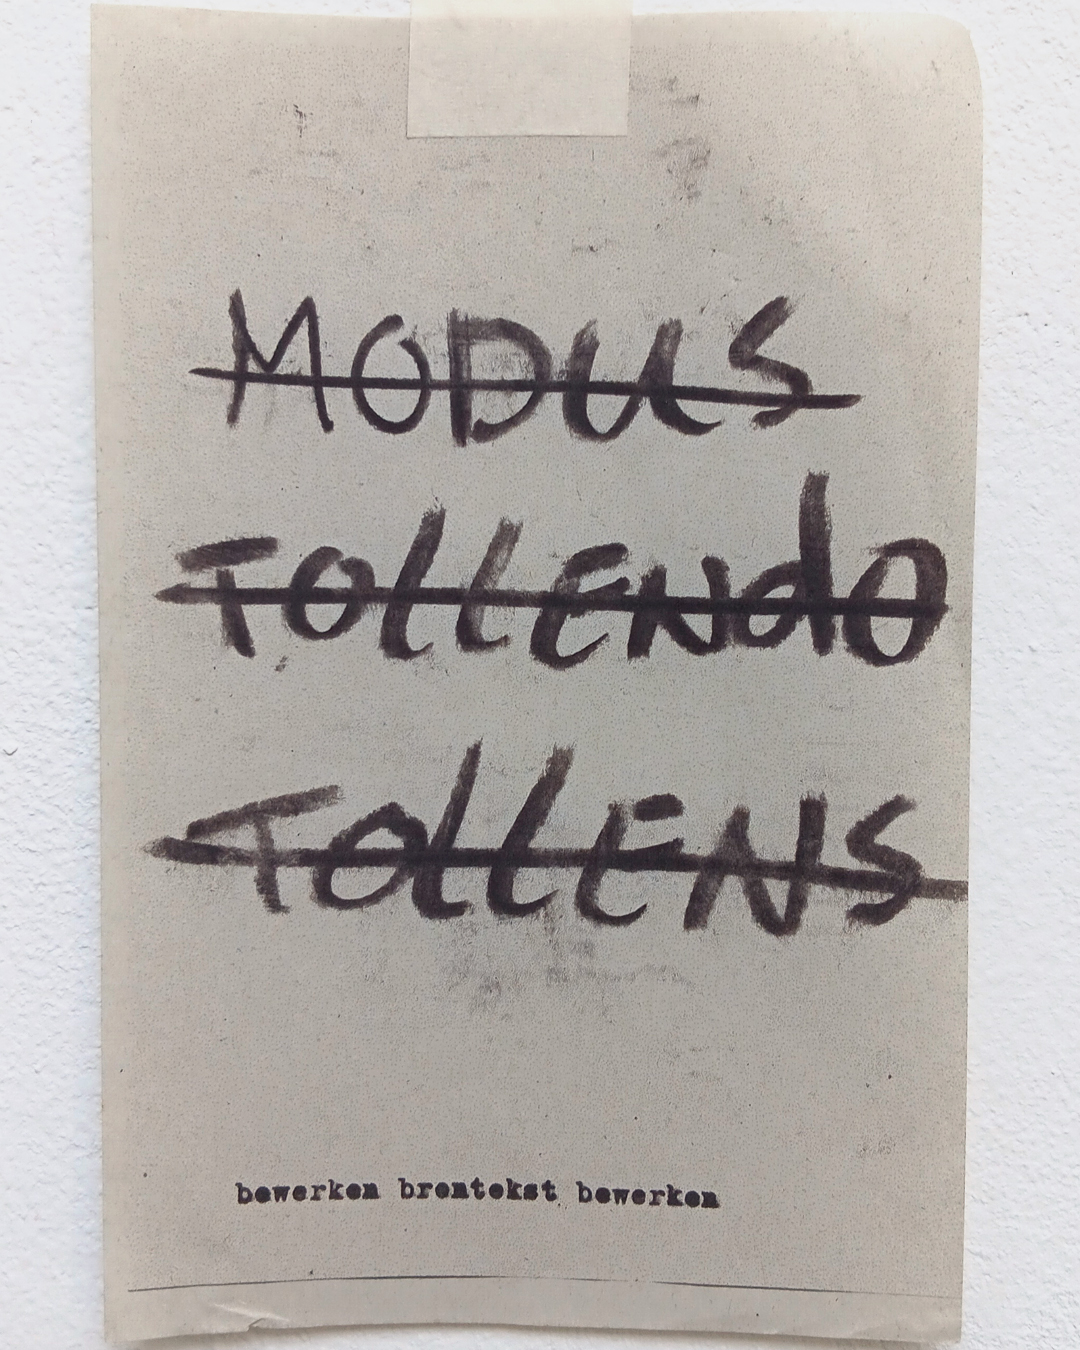 MODUS
TollENdO
TollENS
bewerken brontekst bewerken